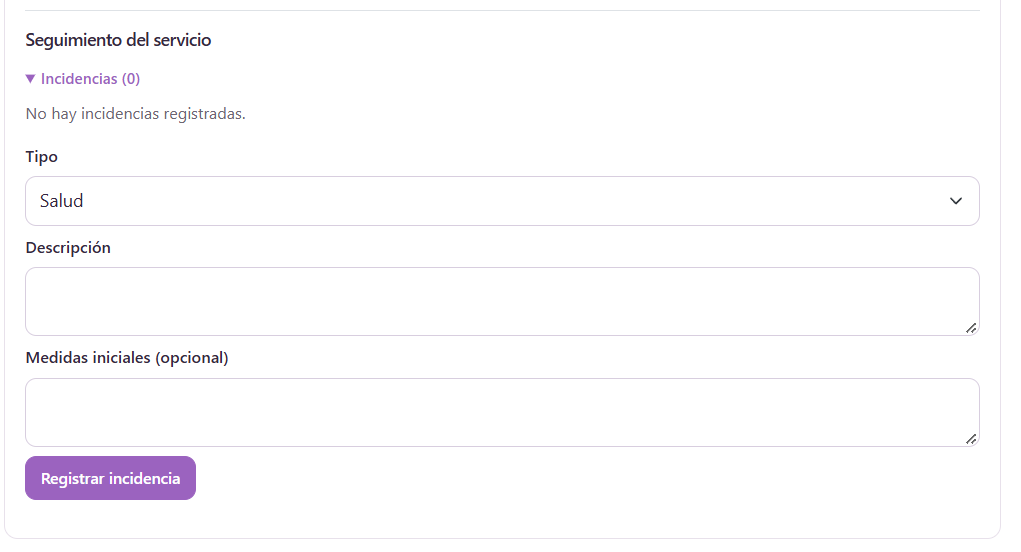 Seguimiento del servicio
Incidencias (0)
No hay incidencias registradas.
Tipo
Salud
Descripción
Medidas iniciales (opcional)
Registrar incidencia